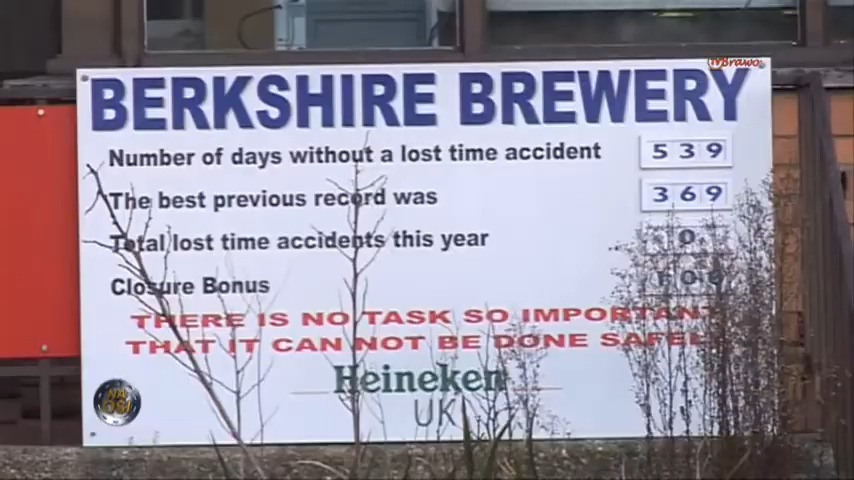 tvBrawo.
BERKSHIRE BREWERY
Number of days without a lost time accident 539
The best previous record was 369
Total lost time accidents this year 0
Closure Bonus
THERE IS NO TASK SO IMPORTANT
THAT IT CAN NOT BE DONE SAFELY
Heineken
UK
NA
OSI